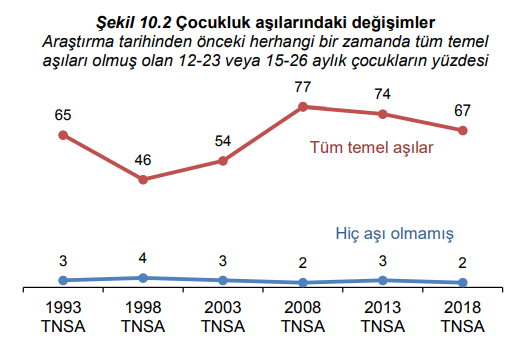 Şekil 10.2 Çocukluk aşılarındaki değişimler
Araştırma tarihinden önceki herhangi bir zamanda tüm temel
aşıları olmuş olan 12-23 veya 15-26 aylık çocukların yüzdesi
65
46
54
77
74
67
Tüm temel aşılar
Hiç aşı olmamış
3
4
3
2
3
2
1993 TNSA
1998 TNSA
2003 TNSA
2008 TNSA
2013 TNSA
2018 TNSA